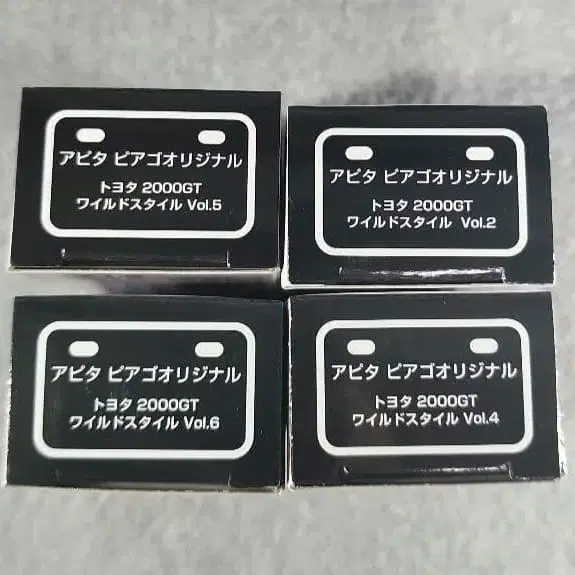 アピタ ピアゴオリジナル
トヨタ 2000GT
ワイルドスタイル Vol.5
アピタ ピアゴオリジナル
トヨタ 2000GT
ワイルドスタイル Vol.2
アピタ ピアゴオリジナル
トヨタ 2000GT
ワイルドスタイル Vol.6
アピタ ピアゴオリジナル
トヨタ 2000GT
ワイルドスタイル Vol.4